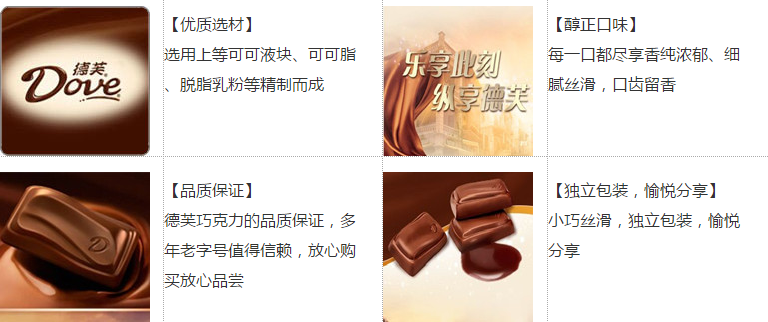 德芙
Dove
【优质选材】
选用上等可可液块、可可脂
、脱脂乳粉等精制而成
乐享此刻
纵享德芙
【醇正口味】
每一口都尽享香纯浓郁、细
腻丝滑，口齿留香
【品质保证】
德芙巧克力的品质保证，多
年老字号值得信赖，放心购
买放心品尝
【独立包装，愉悦分享】
小巧丝滑，独立包装，愉悦
分享